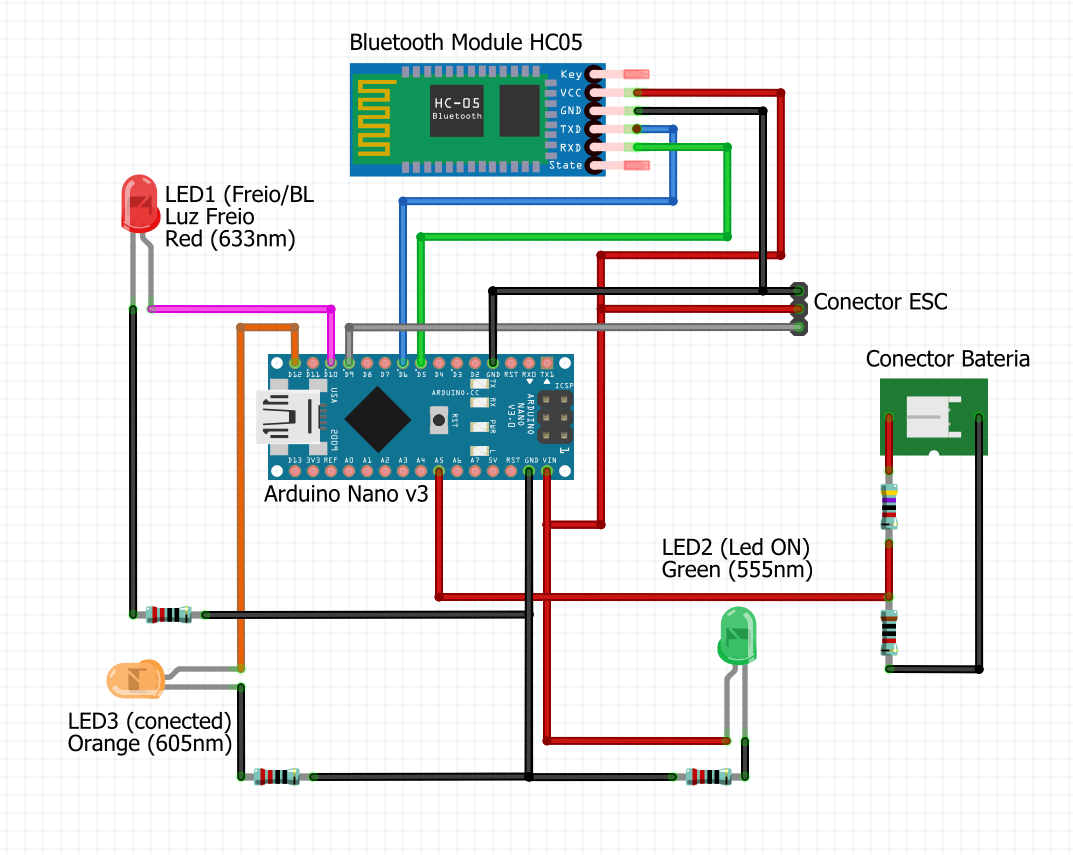 Bluetooth Module HC05
Key
VCC
HC-05
Bluetooth
GND
TXD
RXD
State
LED1 (Freio/BL
Luz Freio
Red (633nm)
Conector ESC
Conector Bateria
D12 D11 D10 D9 D8 D7 D6 D5 D4 D3 D2 GND RST RX0 TX1
ARDUINO.CC
TX
RX
PWR
L
RST
ICSP
ARDUINO
NANO
V3.0
USA
2009
1
D13 3V3 REF A0 A1 A2 A3 A4 A5 A6 A7 5V RST GND VIN
Arduino Nano v3
LED2 (Led ON)
Green (555nm)
LED3 (conected)
Orange (605nm)